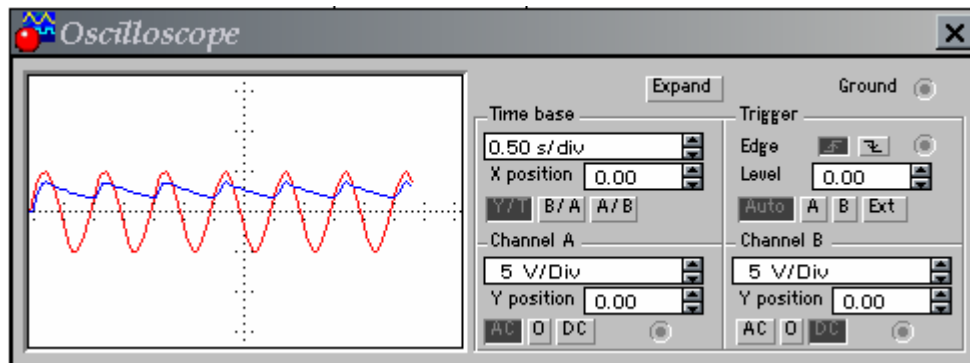 Oscilloscope
Expand Ground
Time base
0.50 s/div
X position 0.00
Y/T B/A A/B
Trigger
Edge
Level 0.00
Auto A B Ext
Channel A
5 V/Div
Y position 0.00
AC 0 DC
Channel B
5 V/Div
Y position 0.00
AC 0 DC